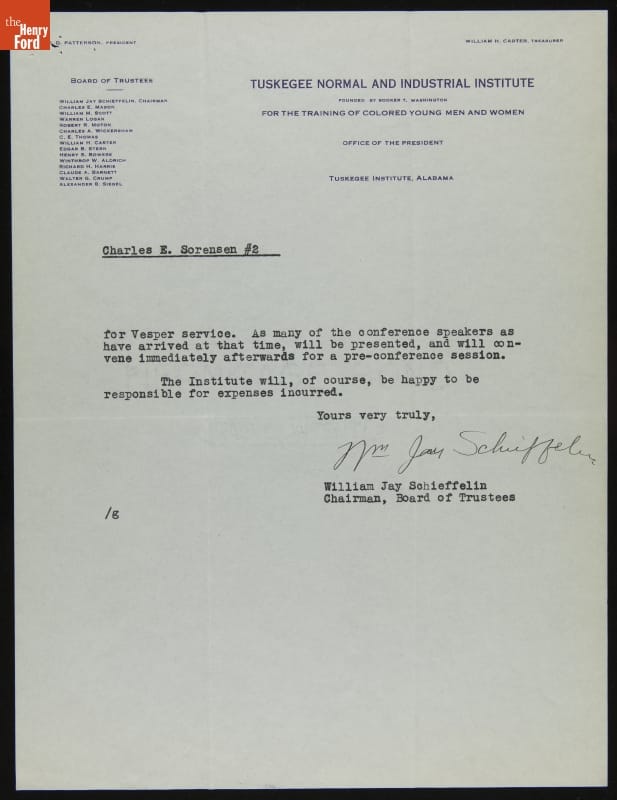 the
Henry
Ford
D. PATTERSON, PRESIDENT
WILLIAM H. CARTER, TREASURER
BOARD OF TRUSTEES
WILLIAM JAY SCHIEFFELIN, CHAIRMAN
CHARLES E. MASON
WILLIAM M. SCOTT
WARREN LOGAN
ROBERT R. MOTON
CHARLES A. WICKERSHAM
C. E. THOMAS
WILLIAM H. CARTER
EDGAR B. STERN
HENRY S. BOWERS
WINTHROP W. ALDRICH
RICHARD H. HARRIS
CLAUDE A. BARNETT
WALTER G. CRUMP
ALEXANDER B. SIEGEL
TUSKEGEE NORMAL AND INDUSTRIAL INSTITUTE
FOUNDED BY BOOKER T. WASHINGTON
FOR THE TRAINING OF COLORED YOUNG MEN AND WOMEN
OFFICE OF THE PRESIDENT
TUSKEGEE INSTITUTE, ALABAMA
Charles E. Sorensen #2
for Vesper service. As many of the conference speakers as
have arrived at that time, will be presented, and will con-
vene immediately afterwards for a pre-conference session.
The Institute will, of course, be happy to be
responsible for expenses incurred.
Yours very truly,
Wm Jay Schieffelin
William Jay Schieffelin
Chairman, Board of Trustees
/g